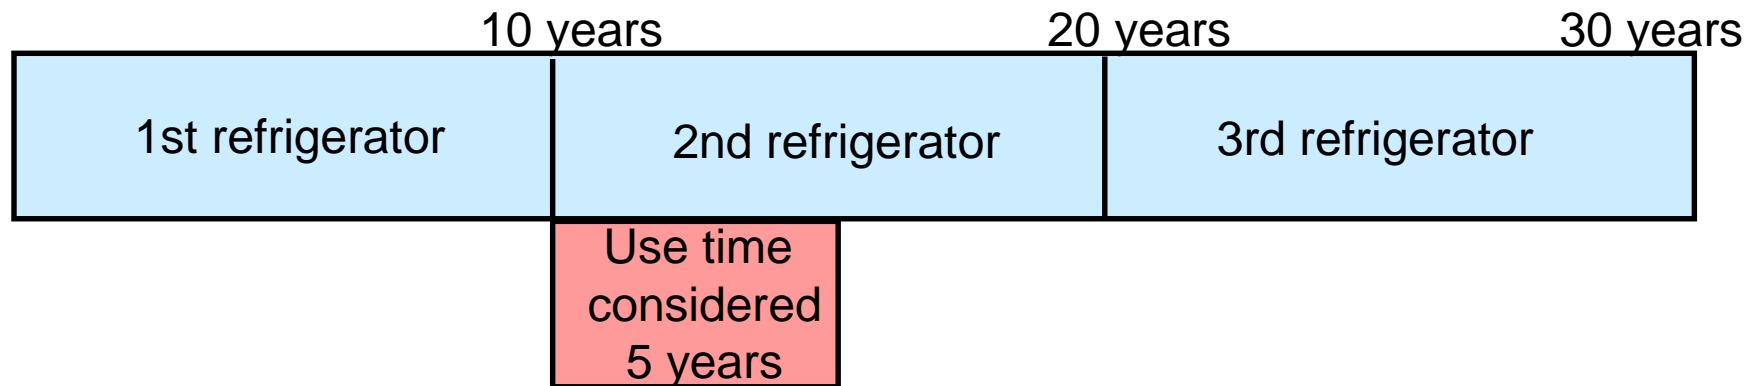 10 years
20 years
30 years
1st refrigerator
2nd refrigerator
3rd refrigerator
Use time
considered
5 years